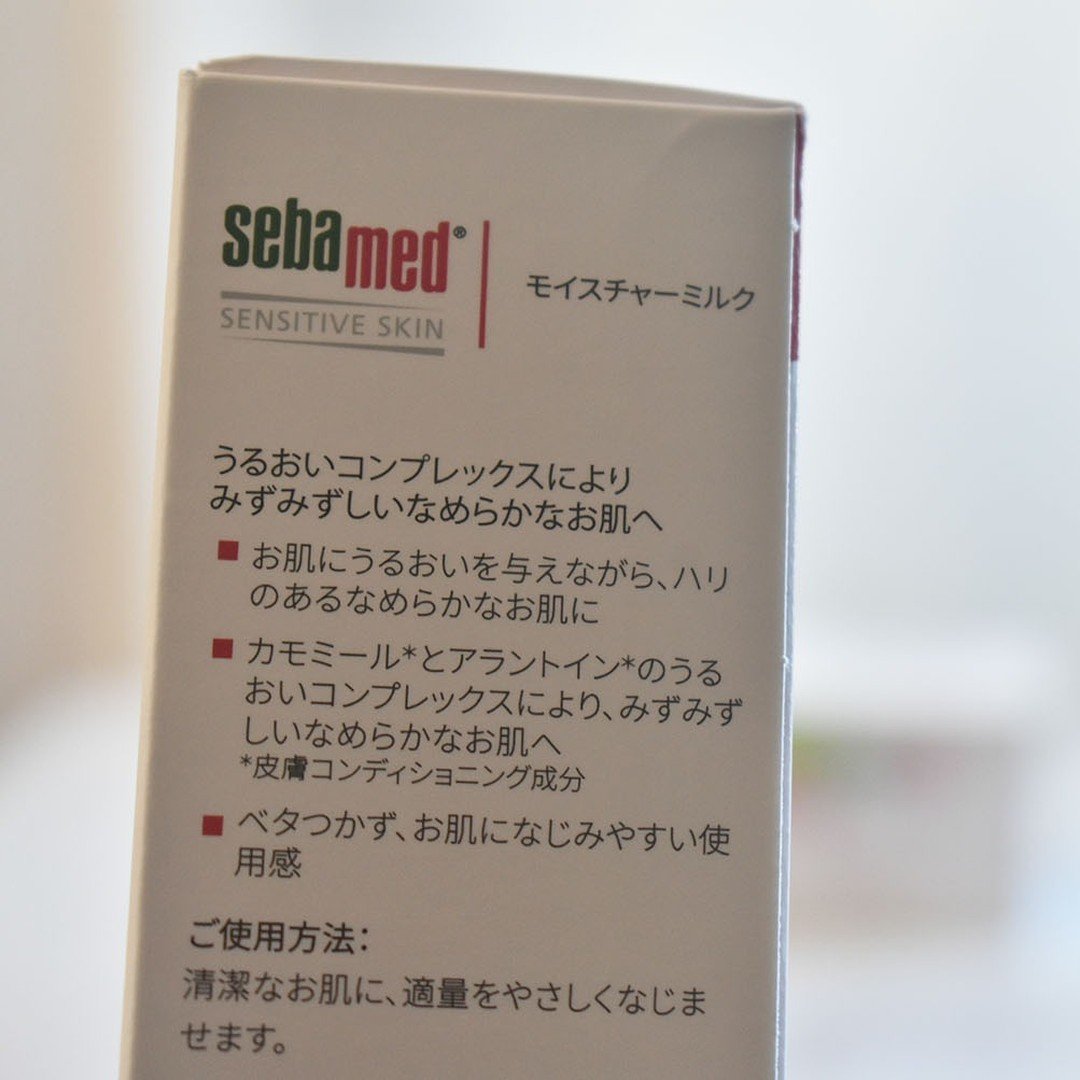 sebamed®
SENSITIVE SKIN
モイスチャーミルク
うるおいコンプレックスにより
みずみずしいなめらかなお肌へ
■ お肌にうるおいを与えながら、ハリ
のあるなめらかなお肌に
■ カモミール*とアラントイン*のうる
おいコンプレックスにより、みずみず
しいなめらかなお肌へ
*皮膚コンディショニング成分
■ ベタつかず、お肌になじみやすい使
用感
ご使用方法：
清潔なお肌に、適量をやさしくなじま
せます。